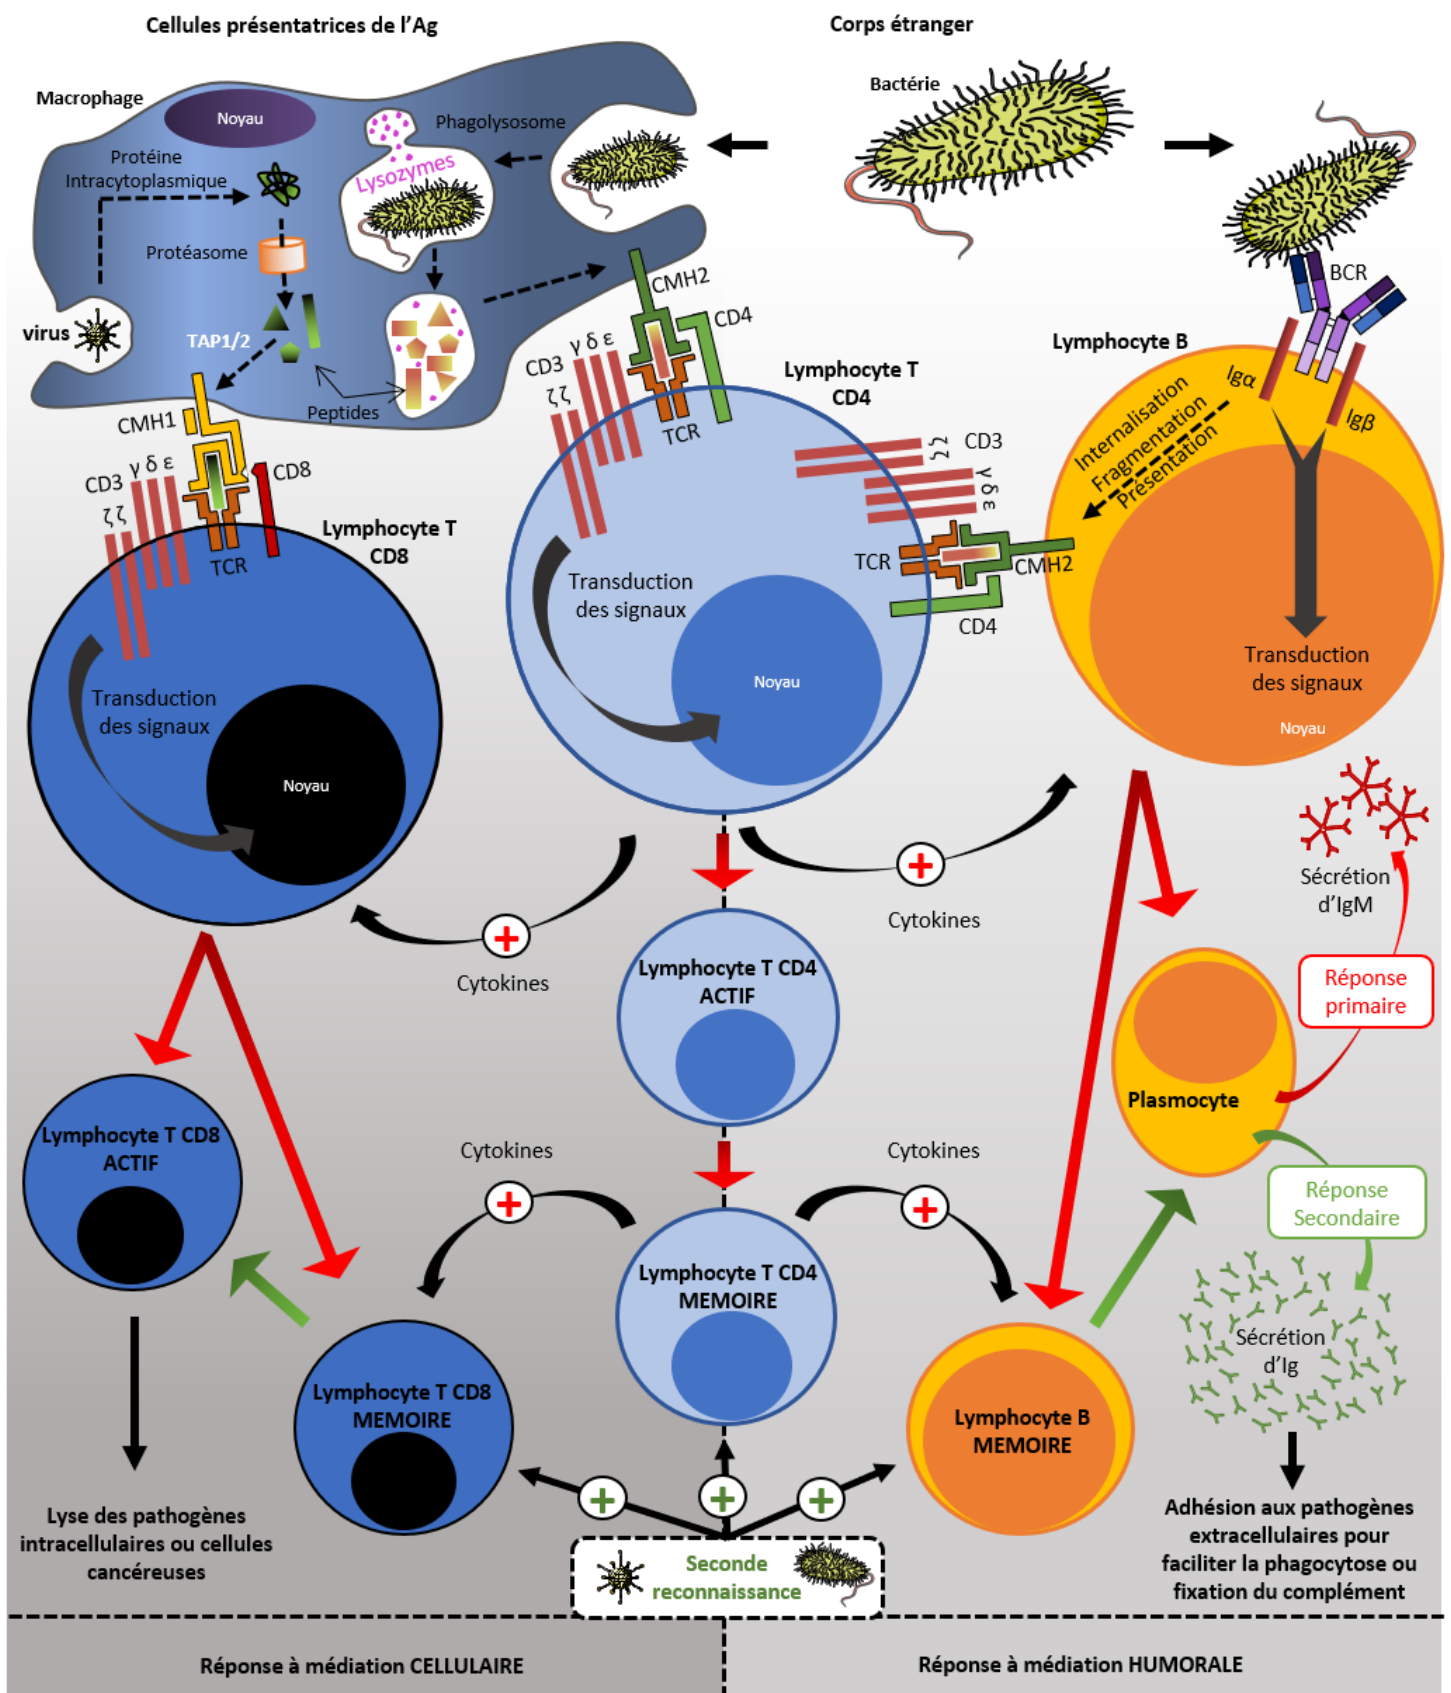 Cellules présentatrices de l’Ag
Corps étranger
Macrophage
Noyau
Bactérie
Phagolysosome
Protéine
Intracytoplasmique
Lysozymes
Protéasome
virus
TAP1/2
Peptides
CMH1
CMH2
CD4
CD3
γ δ ε
ζζ
TCR
CD3
γ δ ε
ζζ
CD8
TCR
Lymphocyte T
CD8
Lymphocyte T
CD4
BCR
Lymphocyte B
Igα
Igβ
Internalisation
Fragmentation
Présentation
CD3
ζζ
γ δ ε
TCR
CMH2
CD4
Transduction
des signaux
Noyau
Transduction
des signaux
Noyau
Transduction
des signaux
Noyau
Cytokines
Cytokines
Sécrétion
d’IgM
Réponse
primaire
Lymphocyte T CD4
ACTIF
Plasmocyte
Lymphocyte T CD8
ACTIF
Cytokines
Cytokines
Réponse
Secondaire
Lymphocyte T CD4
MEMOIRE
Sécrétion
d’Ig
Lymphocyte T CD8
MEMOIRE
Lymphocyte B
MEMOIRE
Lyse des pathogènes
intracellulaires ou cellules
cancéreuses
Seconde
reconnaissance
Adhésion aux pathogènes
extracellulaires pour
faciliter la phagocytose ou
fixation du complément
Réponse à médiation CELLULAIRE
Réponse à médiation HUMORALE